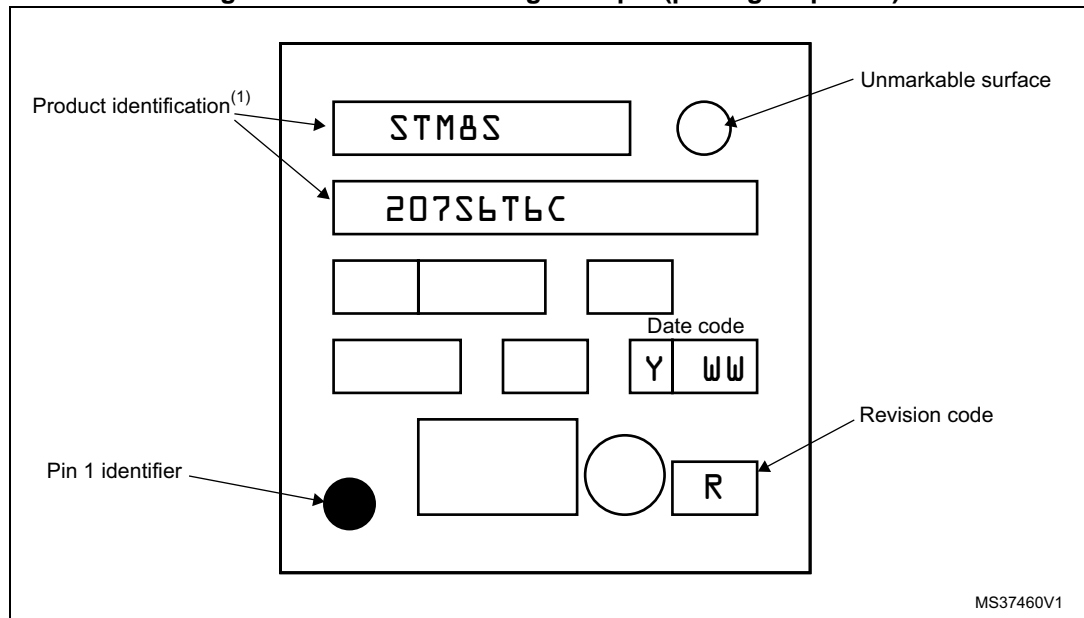 Unmarkable surface
Product identification(1)
STM8S
207S6T6C
Date code
Y WW
Revision code
Pin 1 identifier
R
MS37460V1